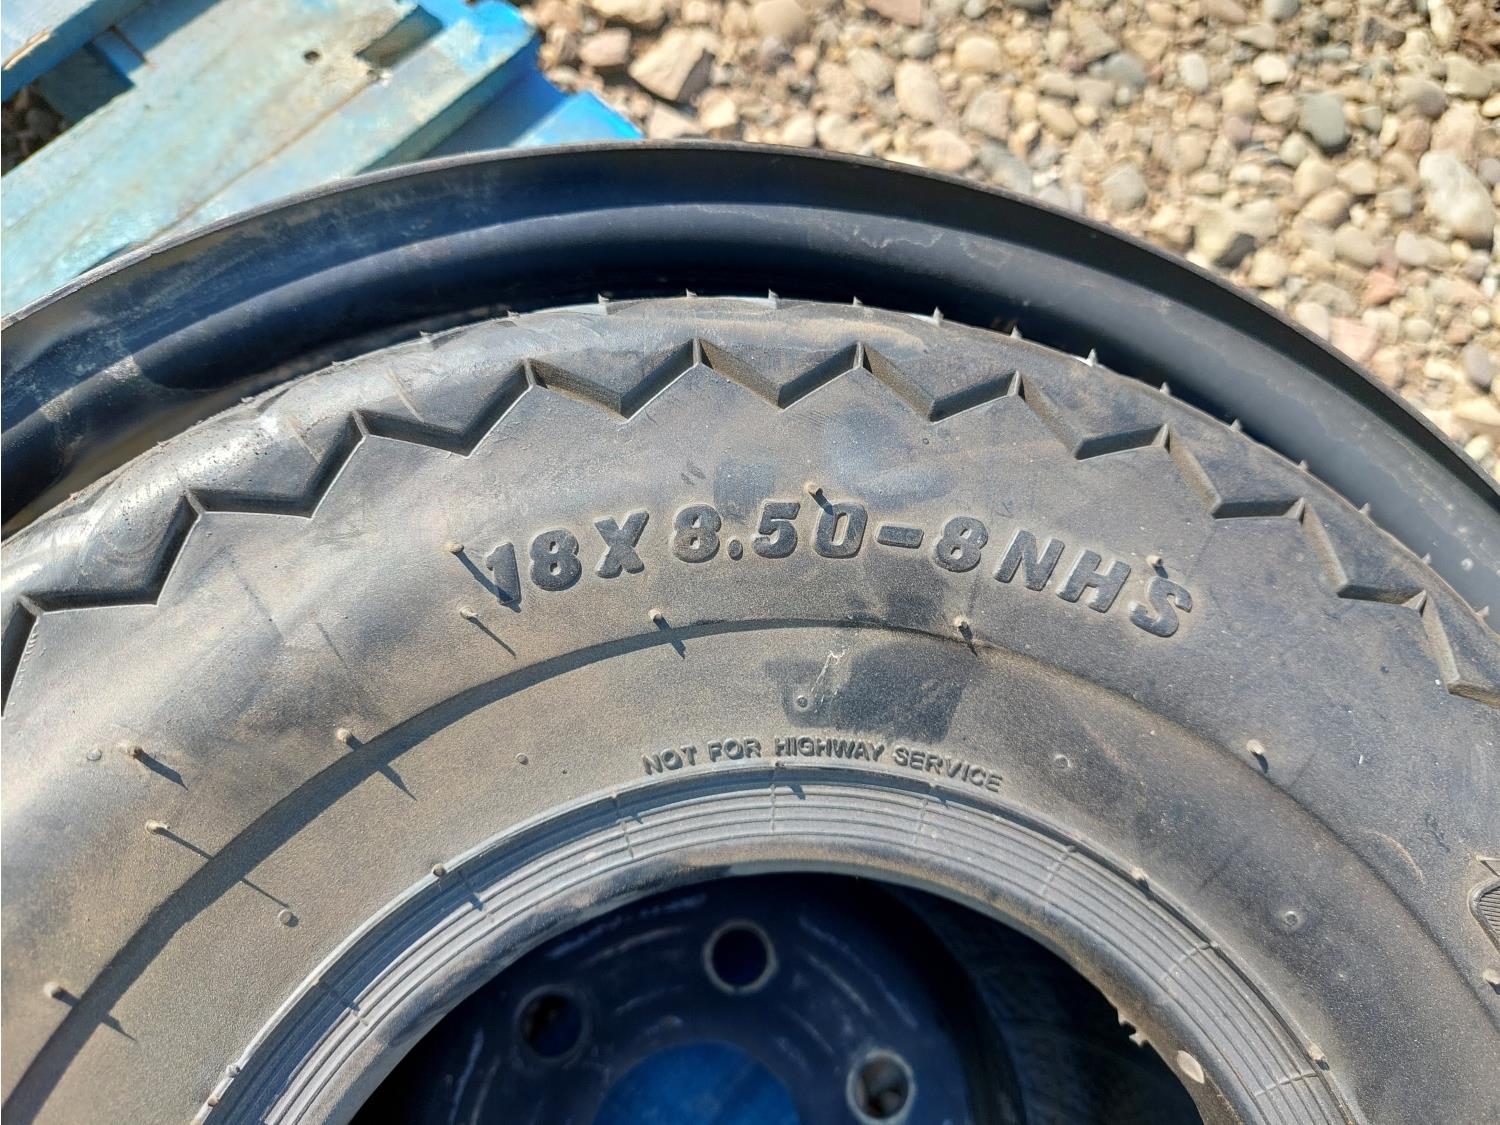 18X8.50-8NHS
NOT FOR HIGHWAY SERVICE